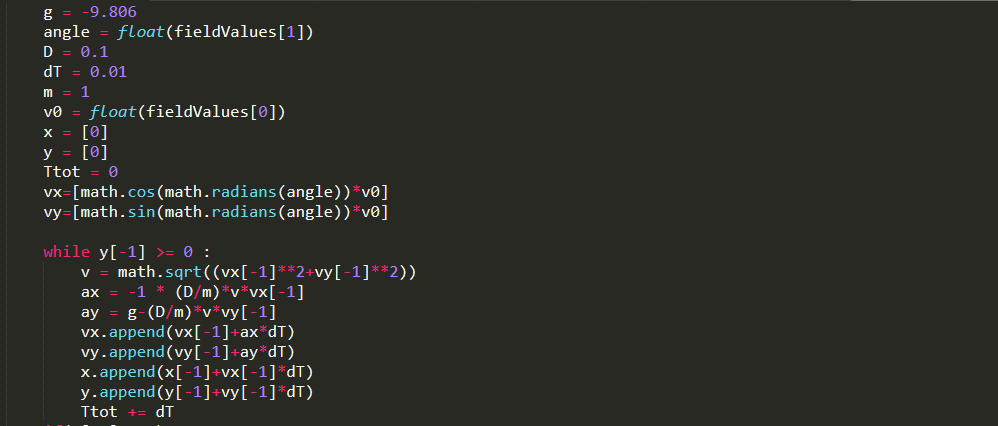 g = -9.806
angle = float(fieldValues[1])
D = 0.1
dT = 0.01
m = 1
v0 = float(fieldValues[0])
x = [0]
y = [0]
Ttot = 0
vx=[math.cos(math.radians(angle))*v0]
vy=[math.sin(math.radians(angle))*v0]
while y[-1] >= 0 :
v = math.sqrt((vx[-1]**2+vy[-1]**2))
ax = -1 * (D/m)*v*vx[-1]
ay = g-(D/m)*v*vy[-1]
vx.append(vx[-1]+ax*dT)
vy.append(vy[-1]+ay*dT)
x.append(x[-1]+vx[-1]*dT)
y.append(y[-1]+vy[-1]*dT)
Ttot += dT